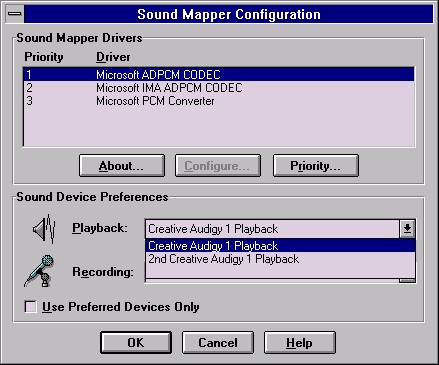 Sound Mapper Configuration
Sound Mapper Drivers
Priority Driver
1 Microsoft ADPCM CODEC
2 Microsoft IMA ADPCM CODEC
3 Microsoft PCM Converter
About... Configure... Priority...
Sound Device Preferences
Playback: Creative Audigy 1 Playback
Creative Audigy 1 Playback
2nd Creative Audigy 1 Playback
Recording:
Use Preferred Devices Only
OK Cancel Help